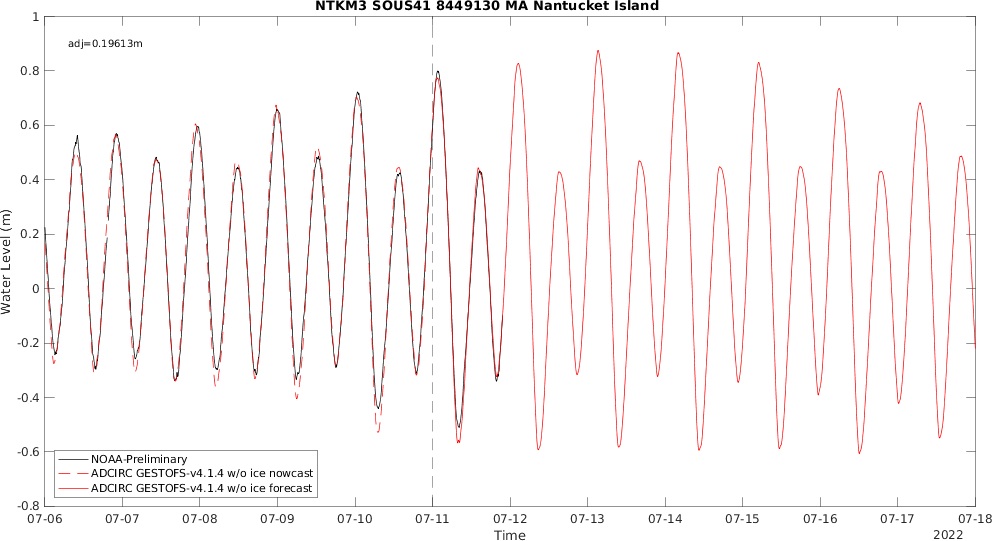 NTKM3 SOUS41 8449130 MA Nantucket Island
1
adj=0.19613m
0.8
0.6
0.4
0.2
0
-0.2
-0.4
-0.6
-0.8
Water Level (m)
NOAA-Preliminary
ADCIRC GESTOFS-v4.1.4 w/o ice nowcast
ADCIRC GESTOFS-v4.1.4 w/o ice forecast
07-06 07-07 07-08 07-09 07-10 07-11 07-12 07-13 07-14 07-15 07-16 07-17 07-18
Time
2022